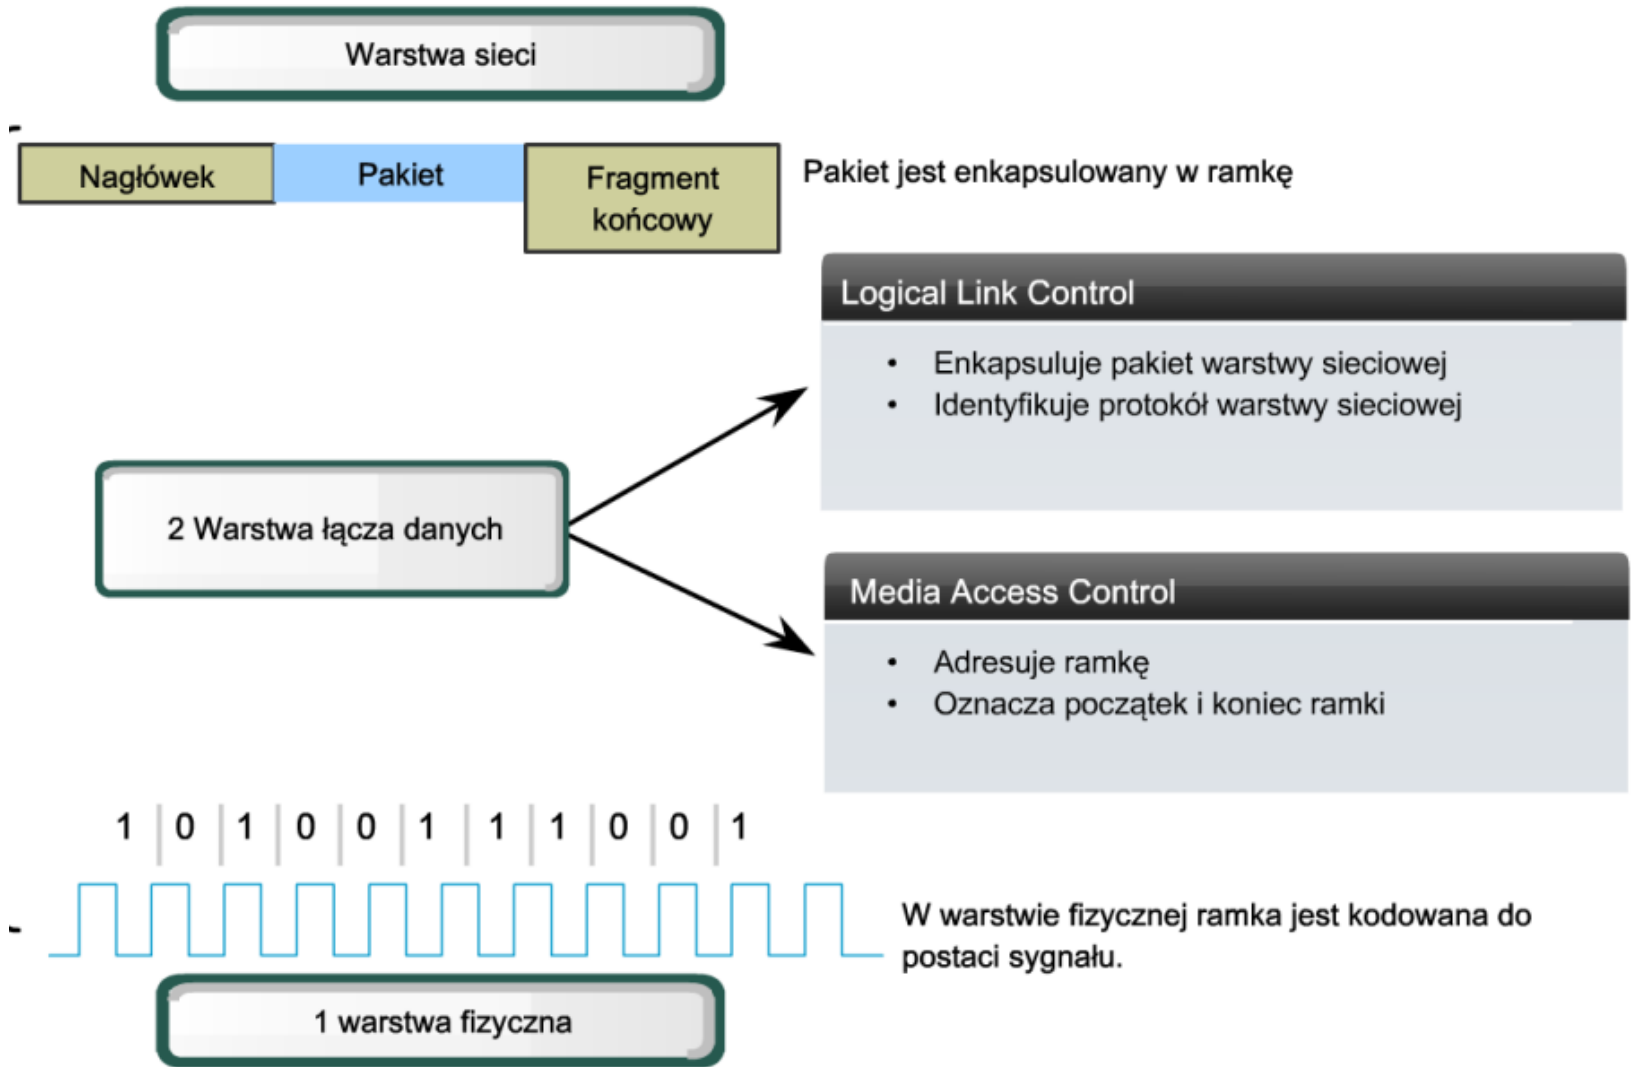 Warstwa sieci
Nagłówek
Pakiet
Fragment
końcowy
Pakiet jest enkapsulowany w ramkę
Logical Link Control
• Enkapsuluje pakiet warstwy sieciowej
• Identyfikuje protokół warstwy sieciowej
2 Warstwa łącza danych
Media Access Control
• Adresuje ramkę
• Oznacza początek i koniec ramki
1 0 1 0 0 1 1 1 0 0 1
W warstwie fizycznej ramka jest kodowana do
postaci sygnału.
1 warstwa fizyczna